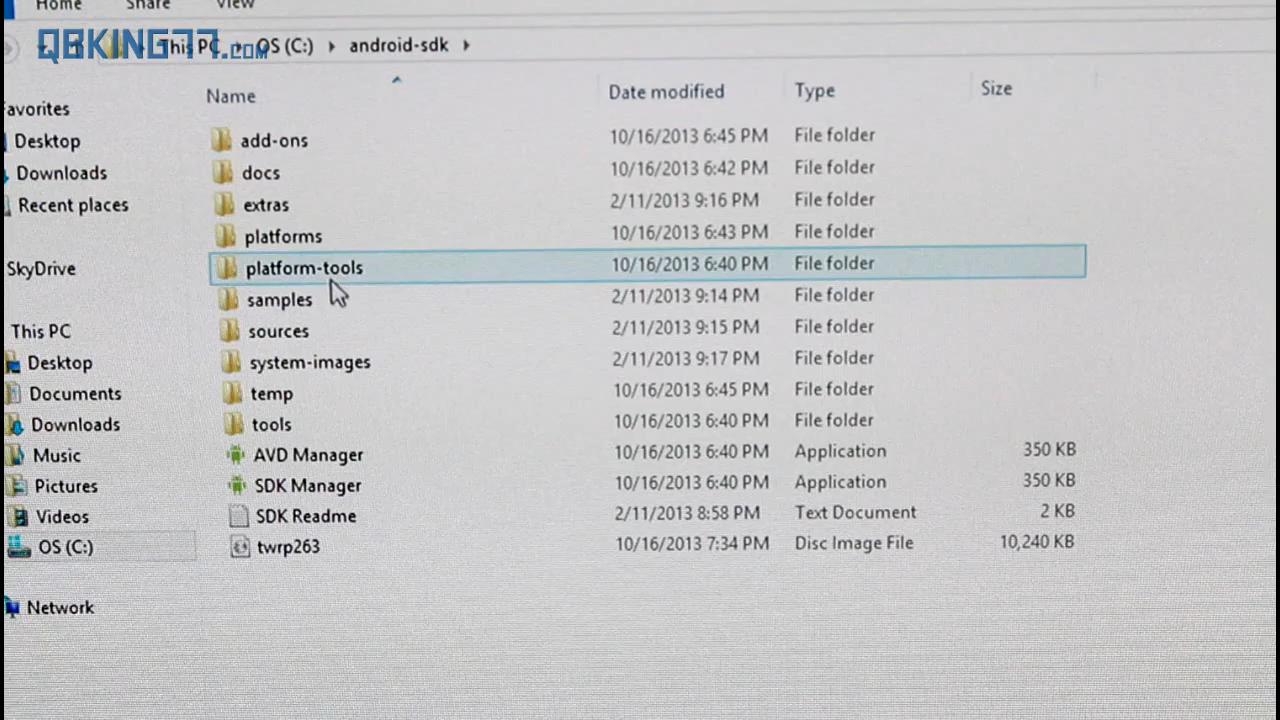 Home Share View
QBKING77.COM
This PC OS (C:) android-sdk
Name Date modified Type Size
Favorites
Desktop
Downloads
Recent places
SkyDrive
This PC
Desktop
Documents
Downloads
Music
Pictures
Videos
OS (C:)
Network
add-ons 10/16/2013 6:45 PM File folder
docs 10/16/2013 6:42 PM File folder
extras 2/11/2013 9:16 PM File folder
platforms 10/16/2013 6:43 PM File folder
platform-tools 10/16/2013 6:40 PM File folder
samples 2/11/2013 9:14 PM File folder
sources 2/11/2013 9:15 PM File folder
system-images 2/11/2013 9:17 PM File folder
temp 10/16/2013 6:45 PM File folder
tools 10/16/2013 6:40 PM File folder
AVD Manager 10/16/2013 6:40 PM Application 350 KB
SDK Manager 10/16/2013 6:40 PM Application 350 KB
SDK Readme 2/11/2013 8:58 PM Text Document 2 KB
twrp263 10/16/2013 7:34 PM Disc Image File 10,240 KB